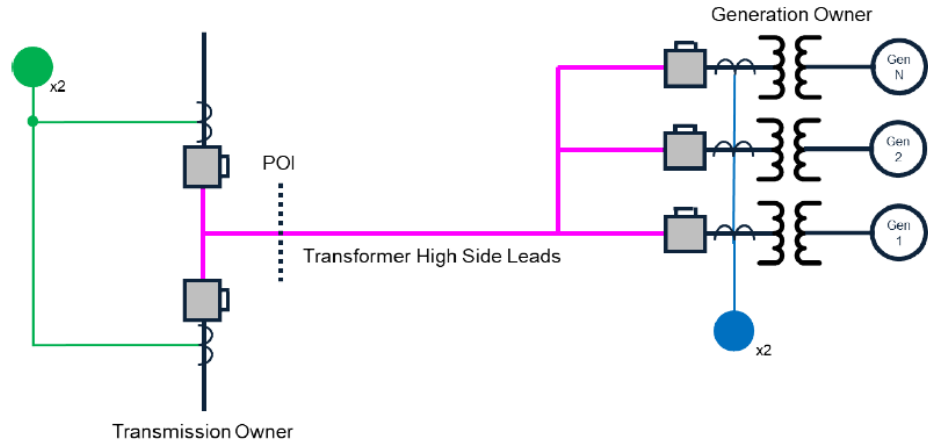 Generation Owner
x2
Gen
N
POI
Gen
2
Transformer High Side Leads
Gen
1
x2
Transmission Owner